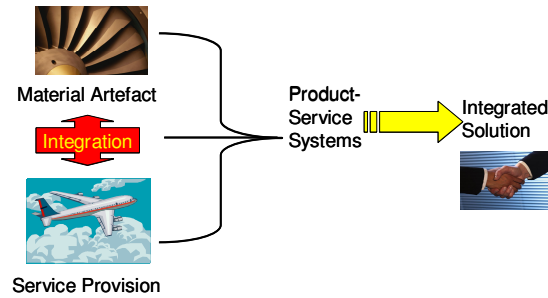 Material Artefact
Integration
Service Provision
Product-
Service
Systems
Integrated
Solution